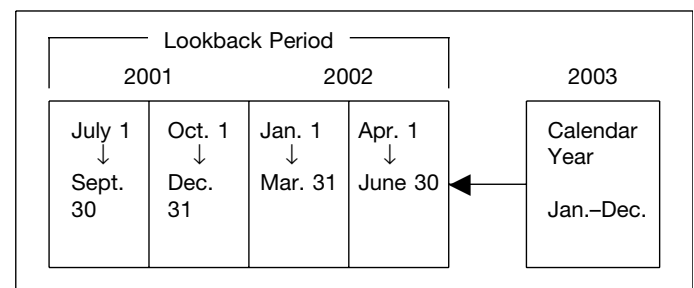 Lookback Period
2001 2002 2003
July 1 Oct. 1 Jan. 1 Apr. 1 Calendar
↓ ↓ ↓ ↓ Year
Sept. Dec. Mar. 31 June 30
30 31 Jan.–Dec.